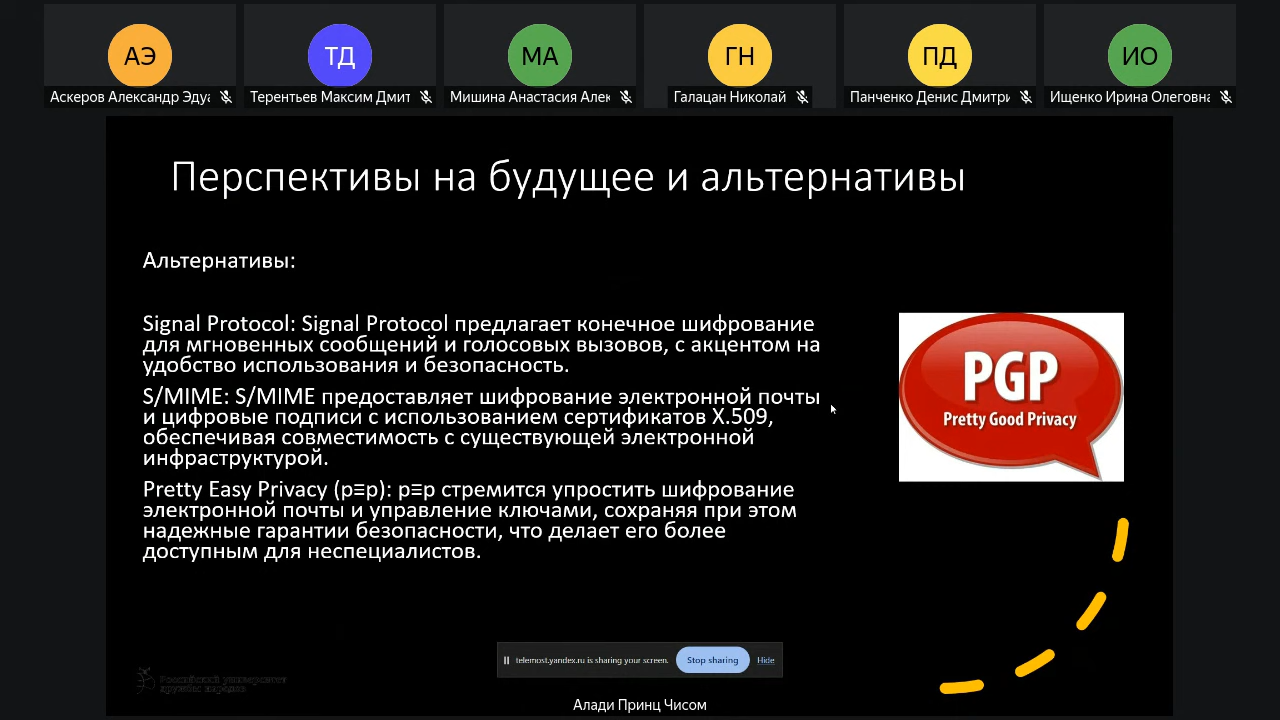 АЭ
ТД
МА
ГН
ПД
ИО
Аскеров Александр Эдуа
Терентьев Максим Дмит
Мишина Анастасия Алек
Галацан Николай
Панченко Денис Дмитри
Ищенко Ирина Олеговна
Перспективы на будущее и альтернативы
Альтернативы:
Signal Protocol: Signal Protocol предлагает конечное шифрование
для мгновенных сообщений и голосовых вызовов, с акцентом на
удобство использования и безопасность.
S/MIME: S/MIME предоставляет шифрование электронной почты
и цифровые подписи с использованием сертификатов X.509,
обеспечивая совместимость с существующей электронной
инфраструктурой.
Pretty Easy Privacy (p≡p): p≡p стремится упростить шифрование
электронной почты и управление ключами, сохраняя при этом
надежные гарантии безопасности, что делает его более
доступным для неспециалистов.
PGP
Pretty Good Privacy
telemost.yandex.ru is sharing your screen.
Stop sharing
Hide
Российский университет
дружбы народов
Алади Принц Чисом